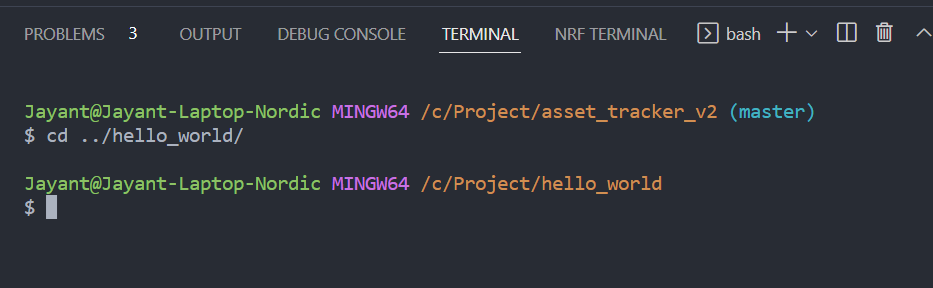 PROBLEMS 3 OUTPUT DEBUG CONSOLE TERMINAL NRF TERMINAL bash
Jayant@Jayant-Laptop-Nordic MINGW64 /c/Project/asset_tracker_v2 (master)
$ cd ../hello_world/
Jayant@Jayant-Laptop-Nordic MINGW64 /c/Project/hello_world
$